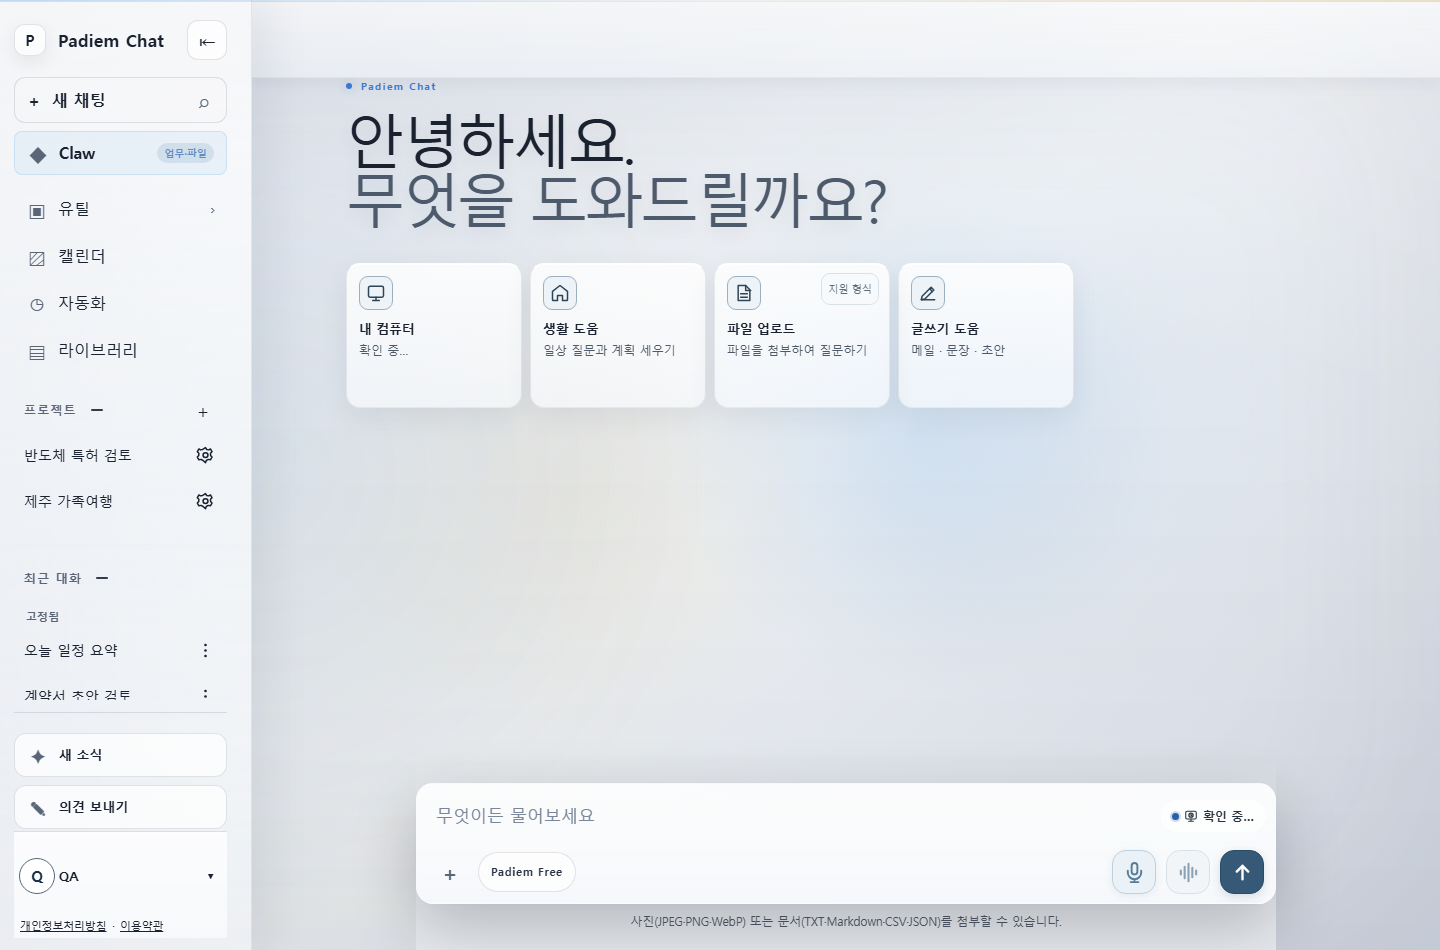 P Padiem Chat
+ 새 채팅
Claw 업무·파일
유틸
캘린더
자동화
라이브러리
프로젝트
반도체 특허 검토
제주 가족여행
최근 대화
고정됨
오늘 일정 요약
계약서 초안 검토
새 소식
의견 보내기
Q QA
개인정보처리방침 · 이용약관
Padiem Chat
안녕하세요.
무엇을 도와드릴까요?
내 컴퓨터
확인 중...
생활 도움
일상 질문과 계획 세우기
지원 형식
파일 업로드
파일을 첨부하여 질문하기
글쓰기 도움
메일 · 문장 · 초안
무엇이든 물어보세요
확인 중...
+ Padiem Free
사진(JPEG·PNG·WebP) 또는 문서(TXT·Markdown·CSV·JSON)를 첨부할 수 있습니다.